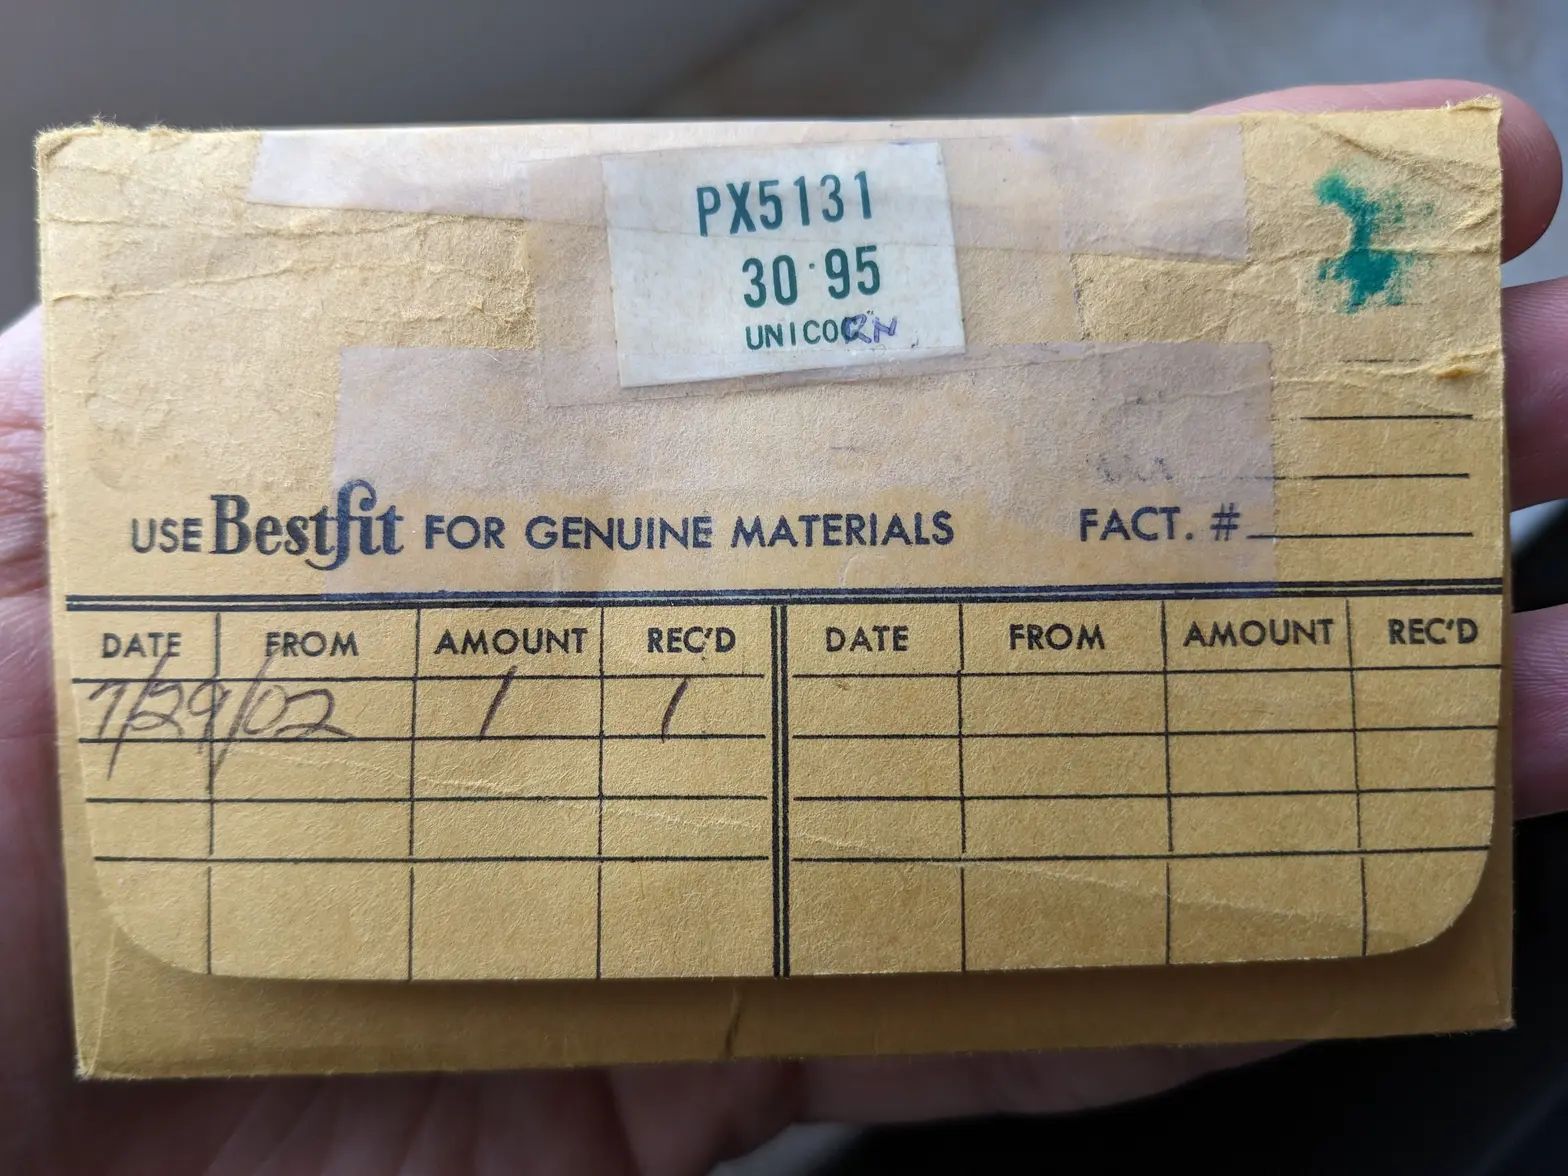 PX5131
30.95
UNICORN
USE Bestfit FOR GENUINE MATERIALS FACT. #
DATE FROM AMOUNT REC'D DATE FROM AMOUNT REC'D
7/29/02 1 1